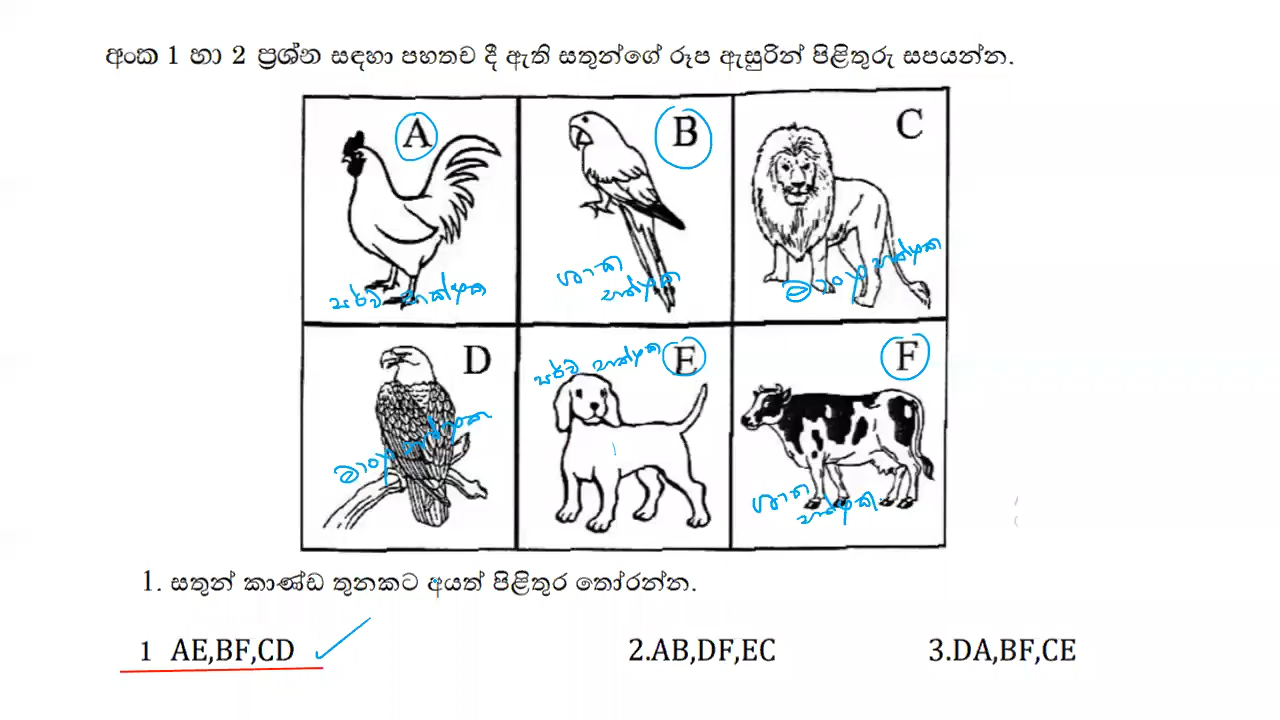 අංක 1 හා 2 ප්‍රශ්න සඳහා පහතව දී ඇති සතුන්ගේ රූප ඇසුරින් පිළිතුරු සපයන්න.
A
B
C
සර්ව භක්ෂක
ශාක
භක්ෂක
මාංශ භක්ෂක
D
E
F
සර්ව භක්ෂක
මාංශ භක්ෂක
ශාක
භක්ෂක
1. සතුන් කාණ්ඩ තුනකට අයත් පිළිතුර තෝරන්න.
1 AE,BF,CD 2.AB,DF,EC 3.DA,BF,CE